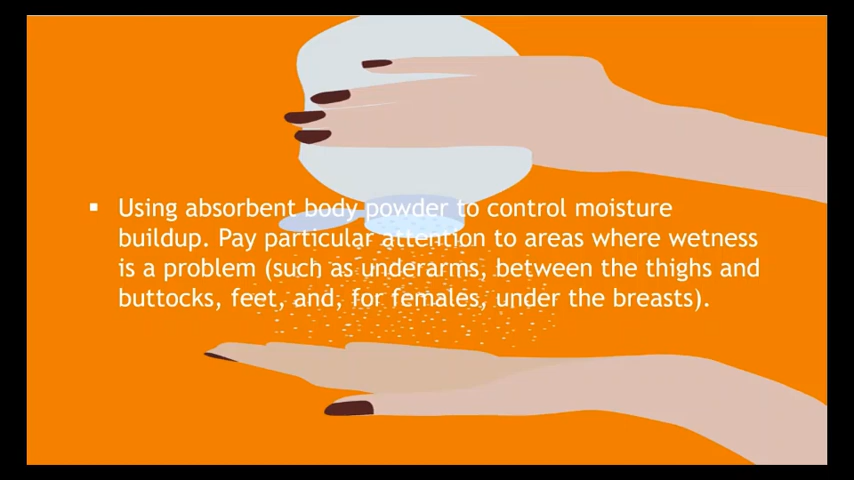 ▪ Using absorbent body powder to control moisture
buildup. Pay particular attention to areas where wetness
is a problem (such as underarms, between the thighs and
buttocks, feet, and, for females, under the breasts).